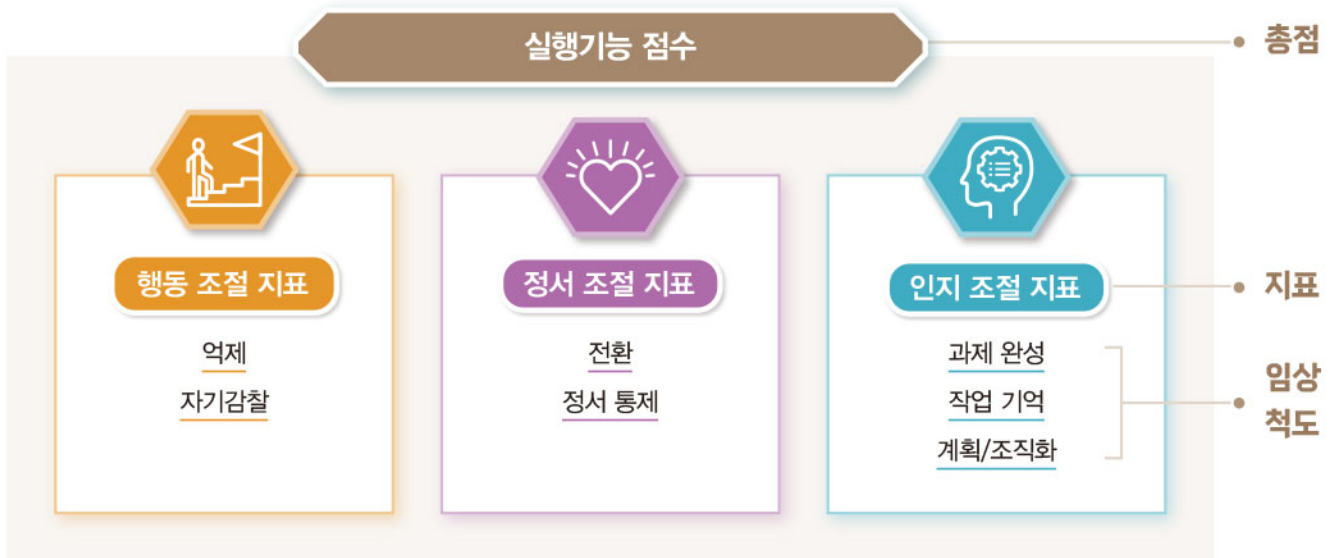 실행기능 점수
총점
행동 조절 지표
억제
자기감찰
정서 조절 지표
전환
정서 통제
인지 조절 지표
과제 완성
작업 기억
계획/조직화
지표
임상
척도